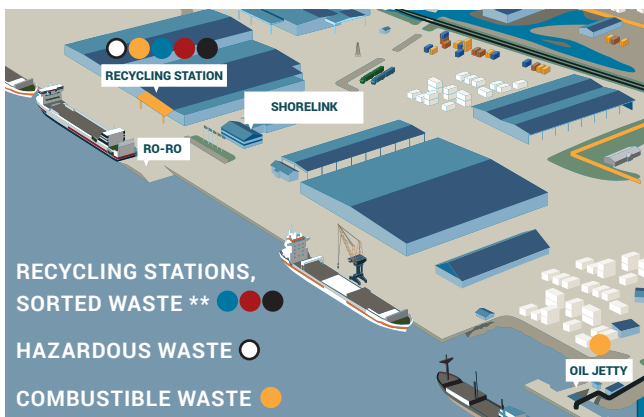 RECYCLING STATION
SHORELINK
RO-RO
RECYCLING STATIONS,
SORTED WASTE **
HAZARDOUS WASTE
COMBUSTIBLE WASTE
OIL JETTY